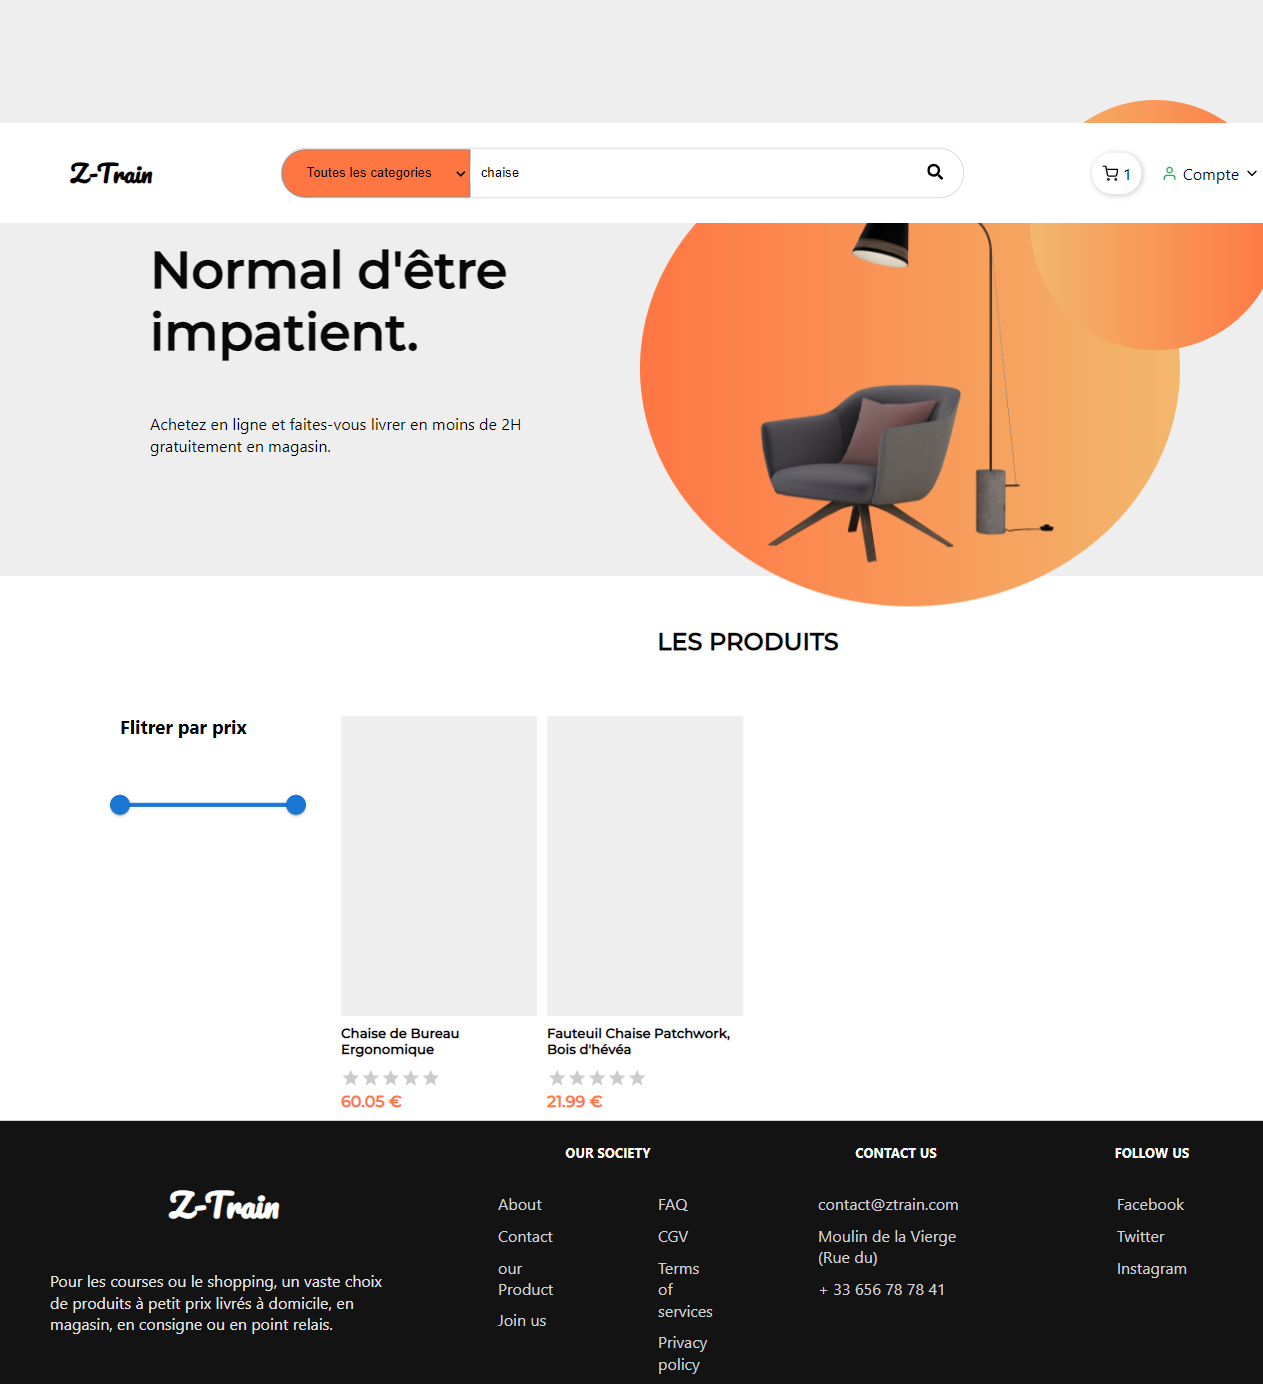 Z-Train
Toutes les categories
chaise
1
Compte
Normal d'être
impatient.
Achetez en ligne et faites-vous livrer en moins de 2H
gratuitement en magasin.
LES PRODUITS
Flitrer par prix
Chaise de Bureau
Ergonomique
60.05 €
Fauteuil Chaise Patchwork,
Bois d'hévéa
21.99 €
Z-Train
Pour les courses ou le shopping, un vaste choix
de produits à petit prix livrés à domicile, en
magasin, en consigne ou en point relais.
OUR SOCIETY
About
Contact
our
Product
Join us
FAQ
CGV
Terms
of
services
Privacy
policy
CONTACT US
contact@ztrain.com
Moulin de la Vierge
(Rue du)
+ 33 656 78 78 41
FOLLOW US
Facebook
Twitter
Instagram